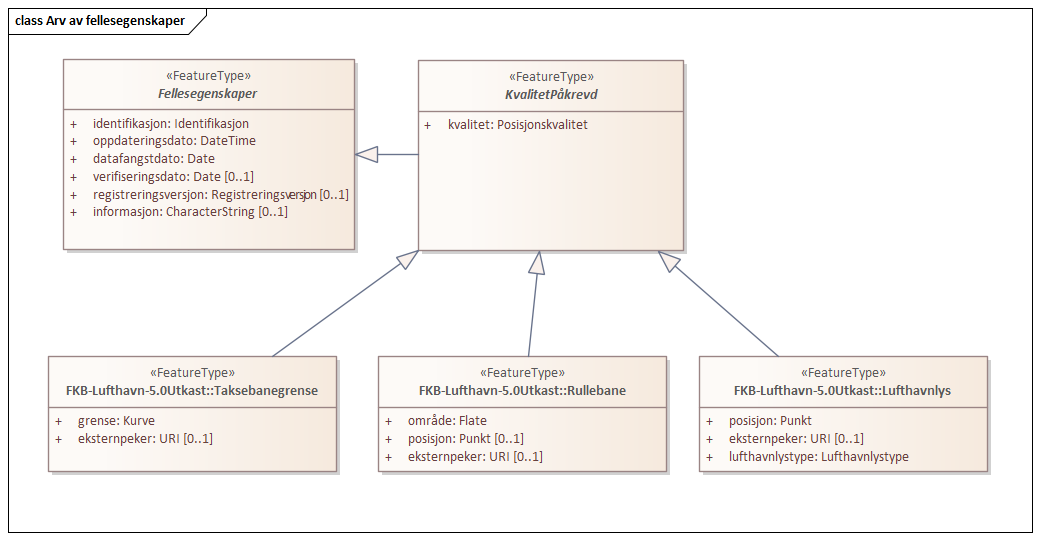 class Arv av fellesegenskaper
«FeatureType»
Fellesegenskaper
+ identifikasjon: Identifikasjon
+ oppdateringsdato: DateTime
+ datafangstdato: Date
+ verifiseringsdato: Date [0..1]
+ registreringsversjon: Registreringsversjon [0..1]
+ informasjon: CharacterString [0..1]
«FeatureType»
KvalitetPåkrevd
+ kvalitet: Posisjonskvalitet
«FeatureType»
FKB-Lufthavn-5.0Utkast::Taksebanegrense
+ grense: Kurve
+ eksternpeker: URI [0..1]
«FeatureType»
FKB-Lufthavn-5.0Utkast::Rullebane
+ område: Flate
+ posisjon: Punkt [0..1]
+ eksternpeker: URI [0..1]
«FeatureType»
FKB-Lufthavn-5.0Utkast::Lufthavnlys
+ posisjon: Punkt
+ eksternpeker: URI [0..1]
+ lufthavnlystype: Lufthavnlystype